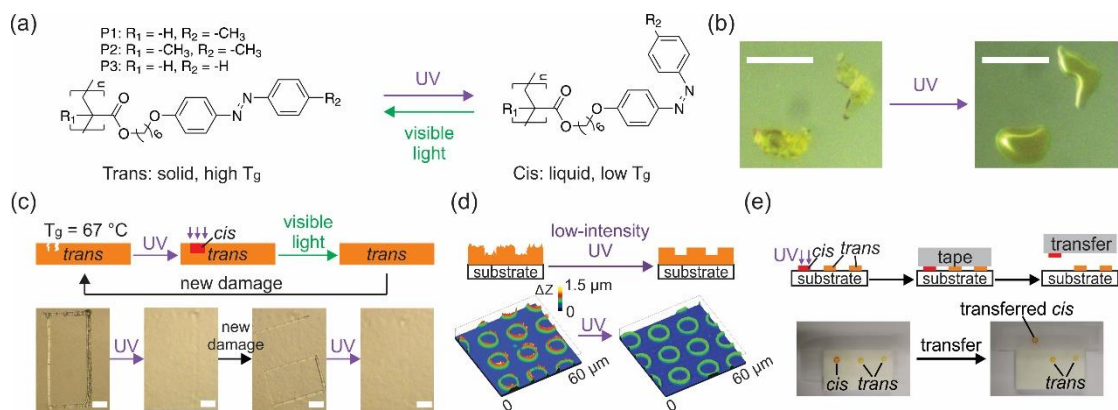 (a)
P1: R₁ = -H, R₂ = -CH₃
P2: R₁ = -CH₃, R₂ = -CH₃
P3: R₁ = -H, R₂ = -H
n
R₁
O
O
6
O
N
N
R₂
UV
visible
light
n
R₁
O
O
6
O
N
N
R₂
Trans: solid, high Tg
Cis: liquid, low Tg
(b)
UV
(c)
Tg = 67 °C
trans
UV
cis
trans
visible
light
trans
new damage
UV
new
damage
UV
(d)
low-intensity
UV
substrate
substrate
ΔZ
1.5 μm
0
UV
60 μm
0
60 μm
0
(e)
UV
cis
trans
substrate
tape
substrate
transfer
substrate
transferred cis
transfer
cis
trans
trans